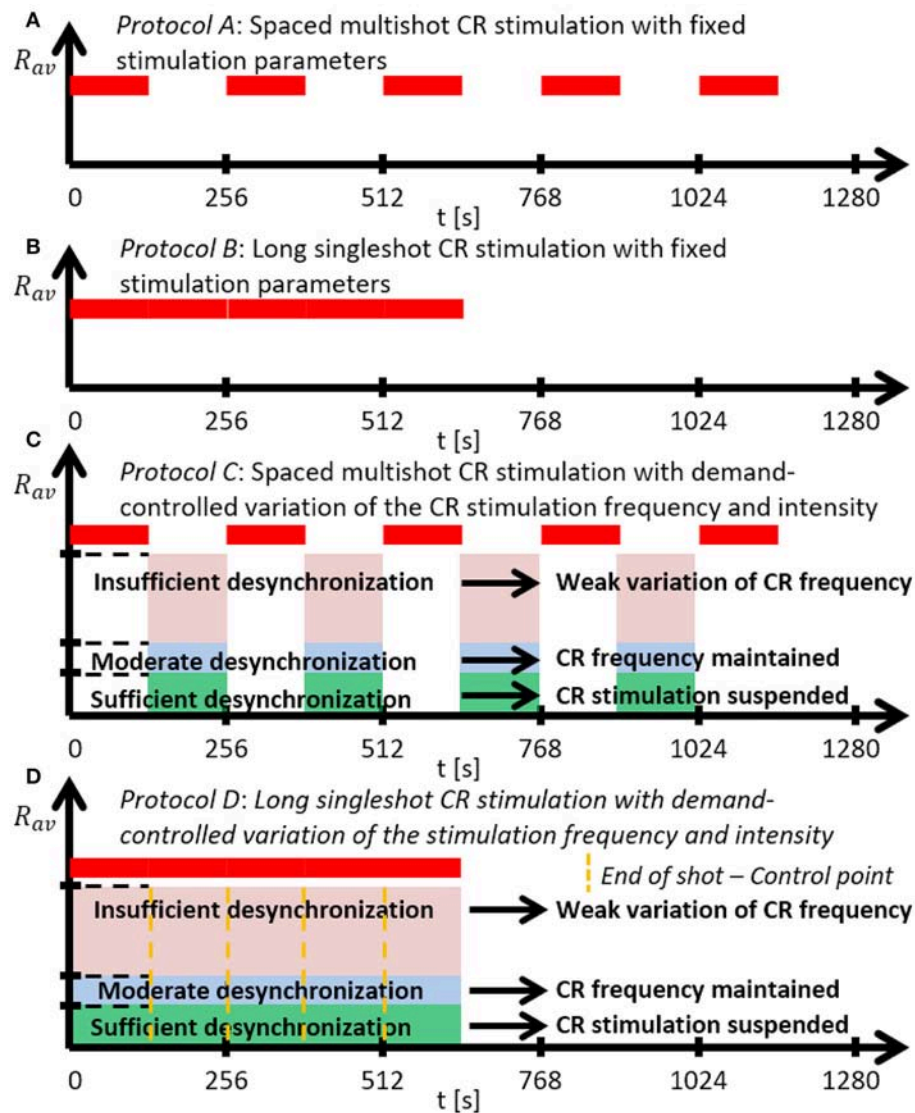 A
Protocol A: Spaced multishot CR stimulation with fixed
stimulation parameters
R_av
0 256 512 768 1024 1280
t [s]
B
Protocol B: Long singleshot CR stimulation with fixed
stimulation parameters
R_av
0 256 512 768 1024 1280
t [s]
C
Protocol C: Spaced multishot CR stimulation with demand-
controlled variation of the CR stimulation frequency and intensity
R_av
Insufficient desynchronization Weak variation of CR frequency
Moderate desynchronization CR frequency maintained
Sufficient desynchronization CR stimulation suspended
0 256 512 768 1024 1280
t [s]
D
Protocol D: Long singleshot CR stimulation with demand-
controlled variation of the stimulation frequency and intensity
R_av
End of shot – Control point
Insufficient desynchronization Weak variation of CR frequency
Moderate desynchronization CR frequency maintained
Sufficient desynchronization CR stimulation suspended
0 256 512 768 1024 1280
t [s]